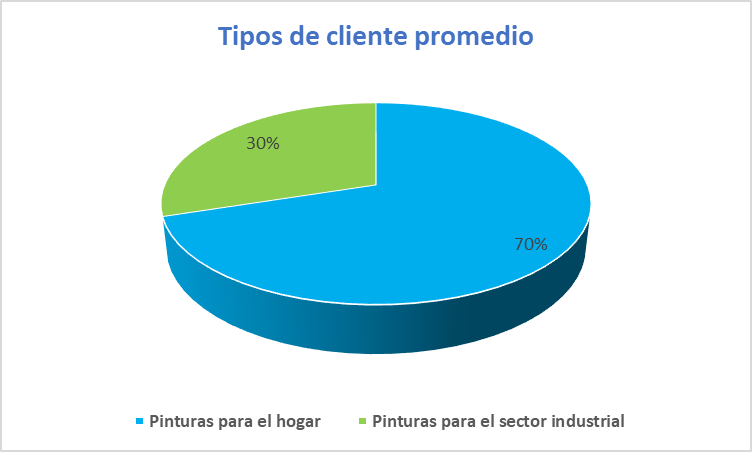 Tipos de cliente promedio
30%
70%
Pinturas para el hogar
Pinturas para el sector industrial